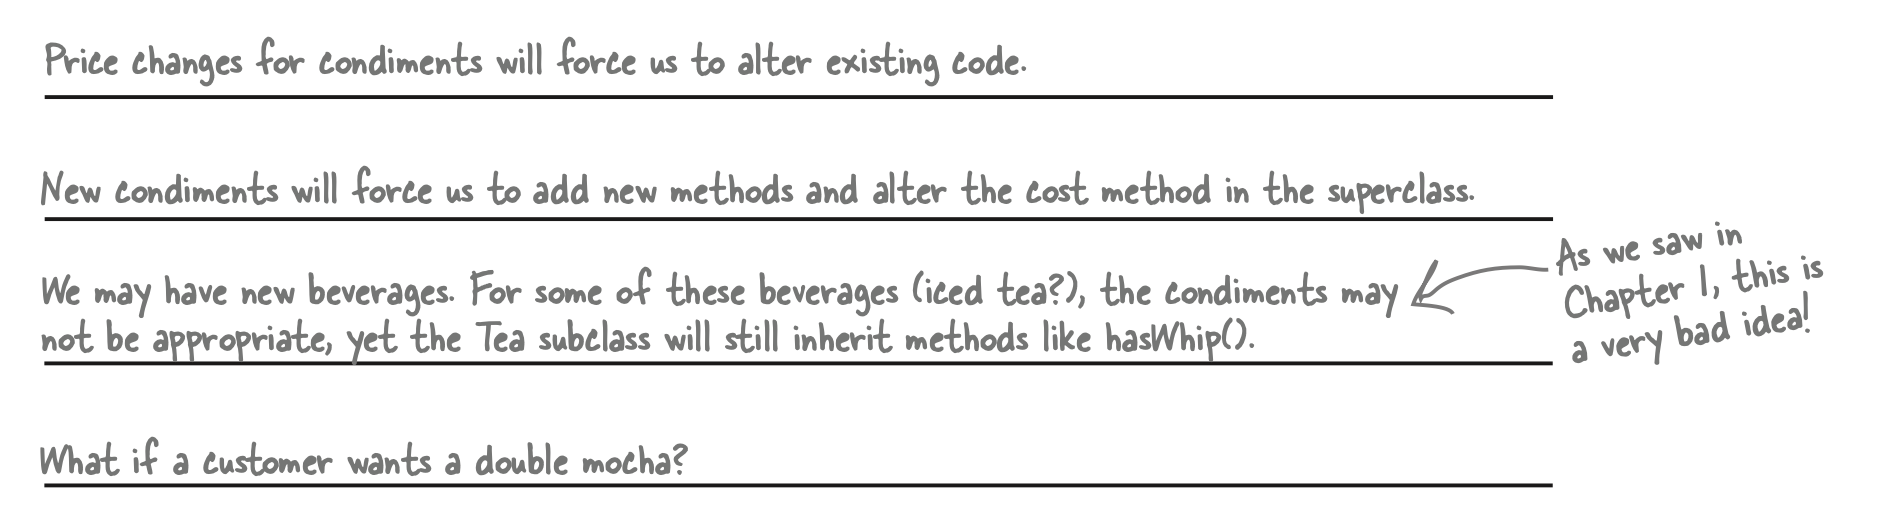 Price changes for condiments will force us to alter existing code.
New condiments will force us to add new methods and alter the cost method in the superclass.
We may have new beverages. For some of these beverages (iced tea?), the condiments may
not be appropriate, yet the Tea subclass will still inherit methods like hasWhip().
As we saw in
Chapter 1, this is
a very bad idea!
What if a customer wants a double mocha?